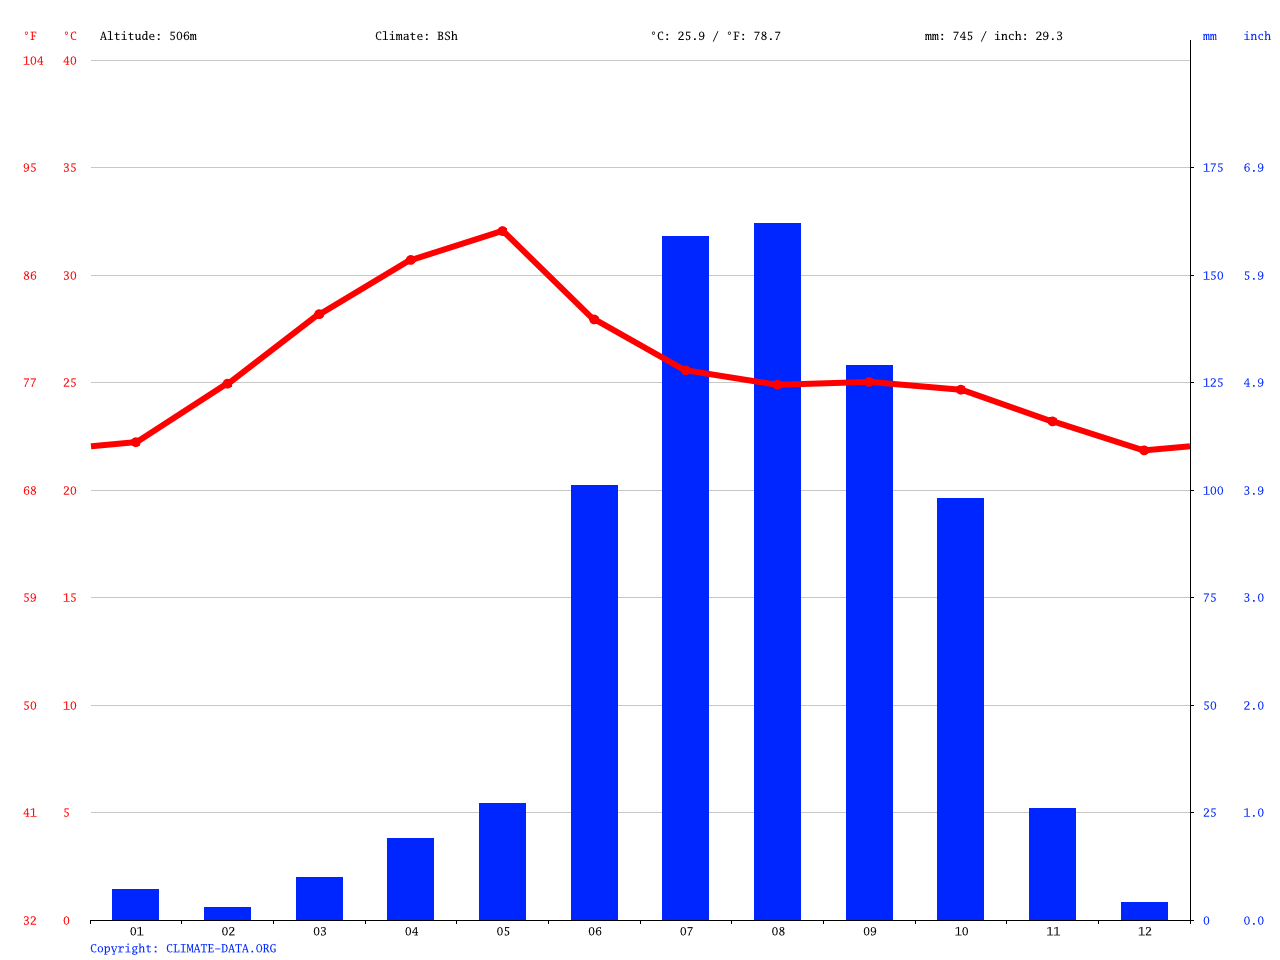 °F °C Altitude: 506m Climate: BSh °C: 25.9 / °F: 78.7 mm: 745 / inch: 29.3 mm inch
104 40
95 35 175 6.9
86 30 150 5.9
77 25 125 4.9
68 20 100 3.9
59 15 75 3.0
50 10 50 2.0
41 5 25 1.0
32 0 0 0.0
01 02 03 04 05 06 07 08 09 10 11 12
Copyright: CLIMATE-DATA.ORG